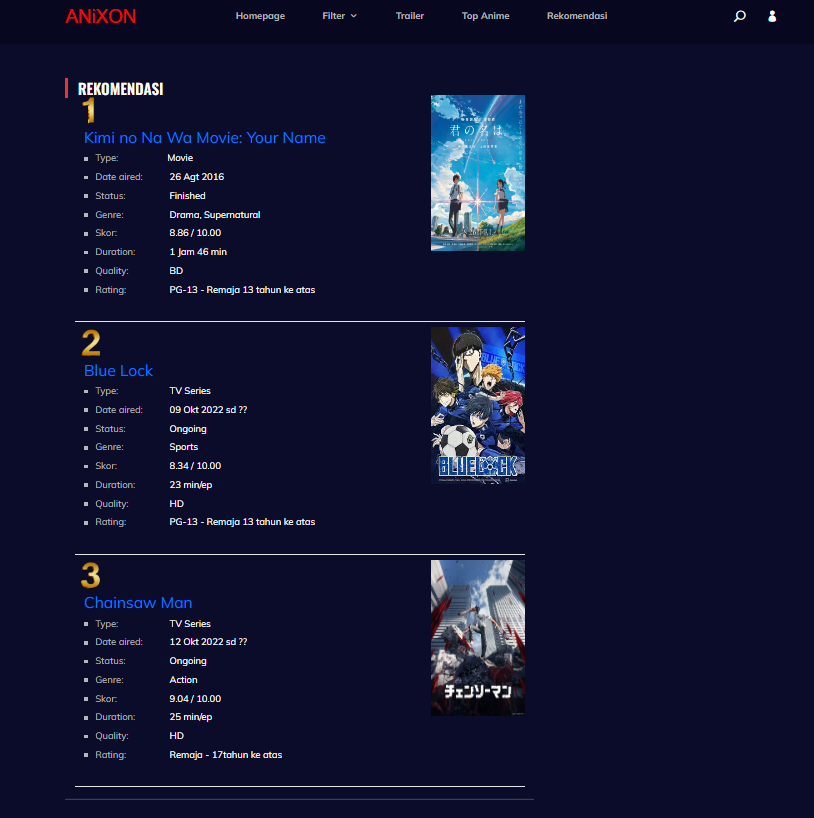 ANiXON
Homepage Filter Trailer Top Anime Rekomendasi
REKOMENDASI
1
Kimi no Na Wa Movie: Your Name
Type: Movie
Date aired: 26 Agt 2016
Status: Finished
Genre: Drama, Supernatural
Skor: 8.86 / 10.00
Duration: 1 Jam 46 min
Quality: BD
Rating: PG-13 - Remaja 13 tahun ke atas
君の名は
2
Blue Lock
Type: TV Series
Date aired: 09 Okt 2022 sd ??
Status: Ongoing
Genre: Sports
Skor: 8.34 / 10.00
Duration: 23 min/ep
Quality: HD
Rating: PG-13 - Remaja 13 tahun ke atas
BLUE LOCK
BLUELOCK
3
Chainsaw Man
Type: TV Series
Date aired: 12 Okt 2022 sd ??
Status: Ongoing
Genre: Action
Skor: 9.04 / 10.00
Duration: 25 min/ep
Quality: HD
Rating: Remaja - 17tahun ke atas
チェンソーマン